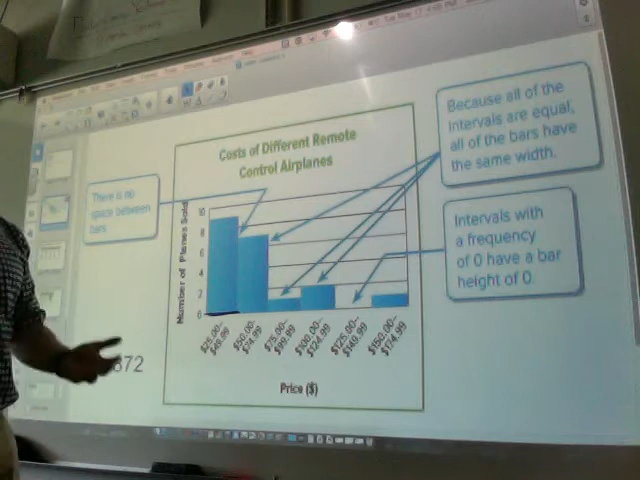 Costs of Different Remote
Control Airplanes
Because all of the
intervals are equal,
all of the bars have
the same width.
There is no
space between
bars.
Intervals with
a frequency
of 0 have a bar
height of 0.
Number of Planes Sold
10
8
6
4
2
0
$25.00–
$49.99
$50.00–
$74.99
$75.00–
$99.99
$100.00–
$124.99
$125.00–
$149.99
$150.00–
$174.99
Price ($)
872